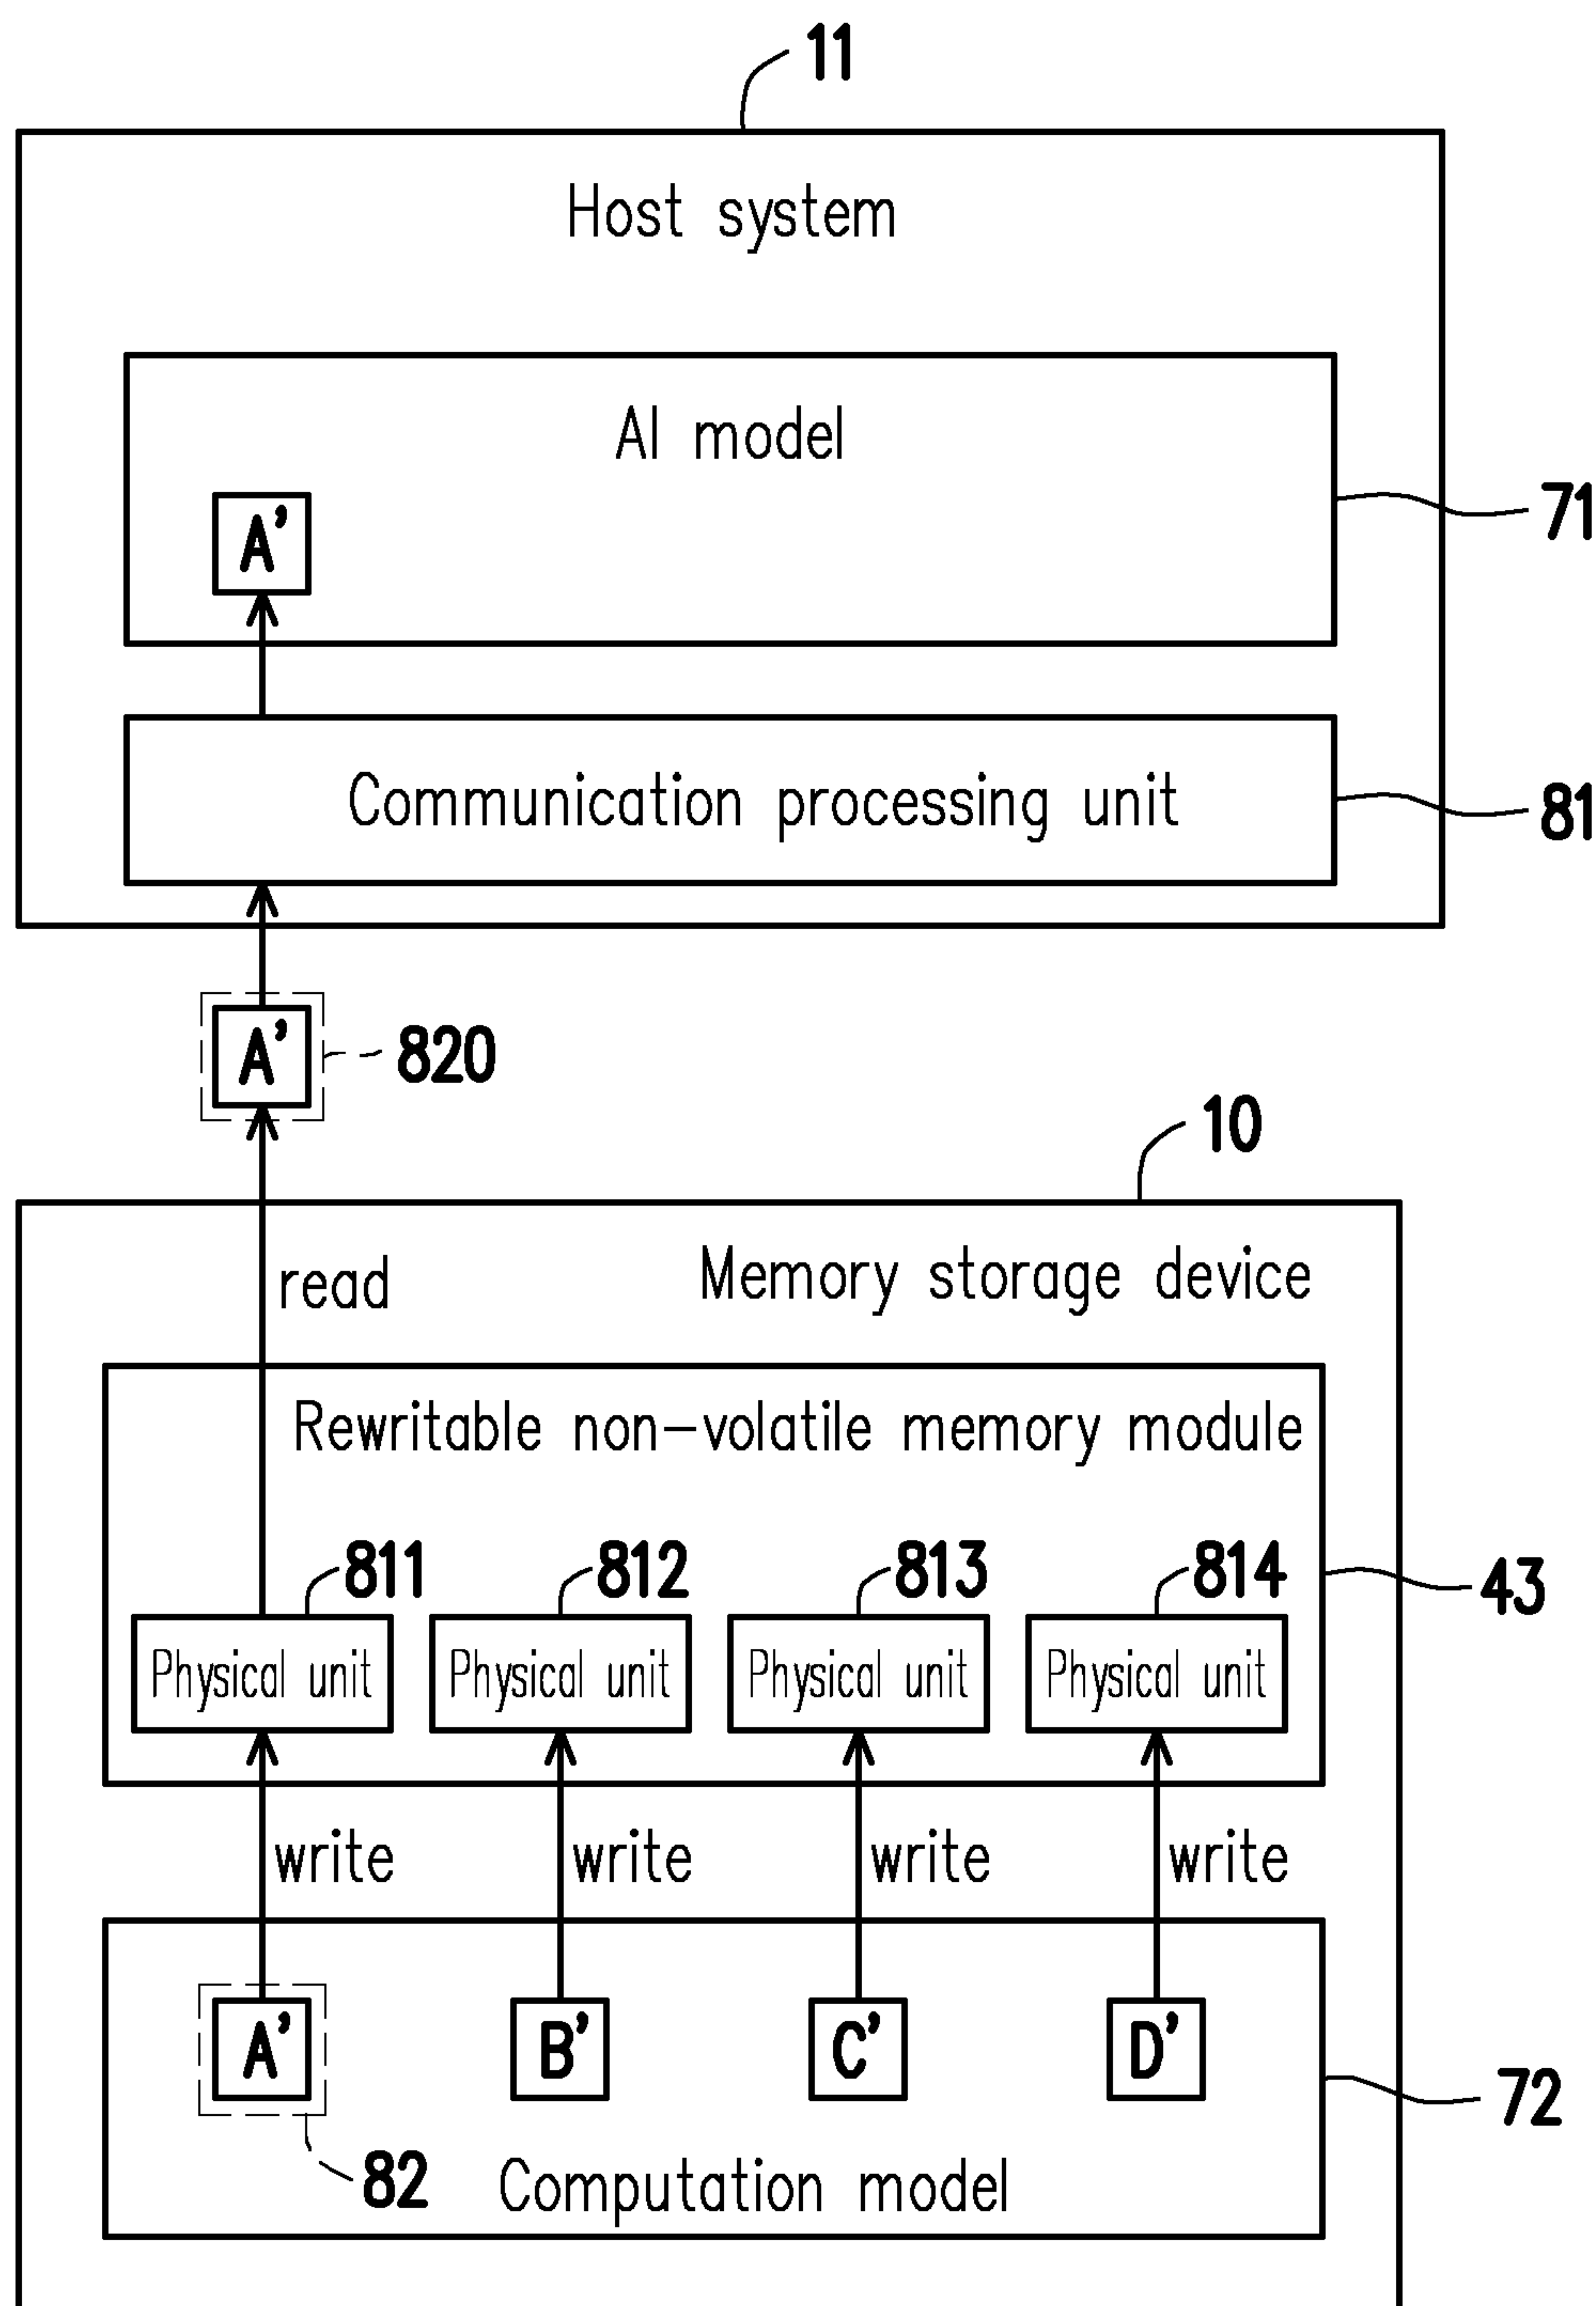 11
Host system
AI model
A'
71
Communication processing unit
81
A'
820
10
read
Memory storage device
Rewritable non-volatile memory module
811
812
813
814
43
Physical unit
Physical unit
Physical unit
Physical unit
write
write
write
write
A'
B'
C'
D'
72
82
Computation model